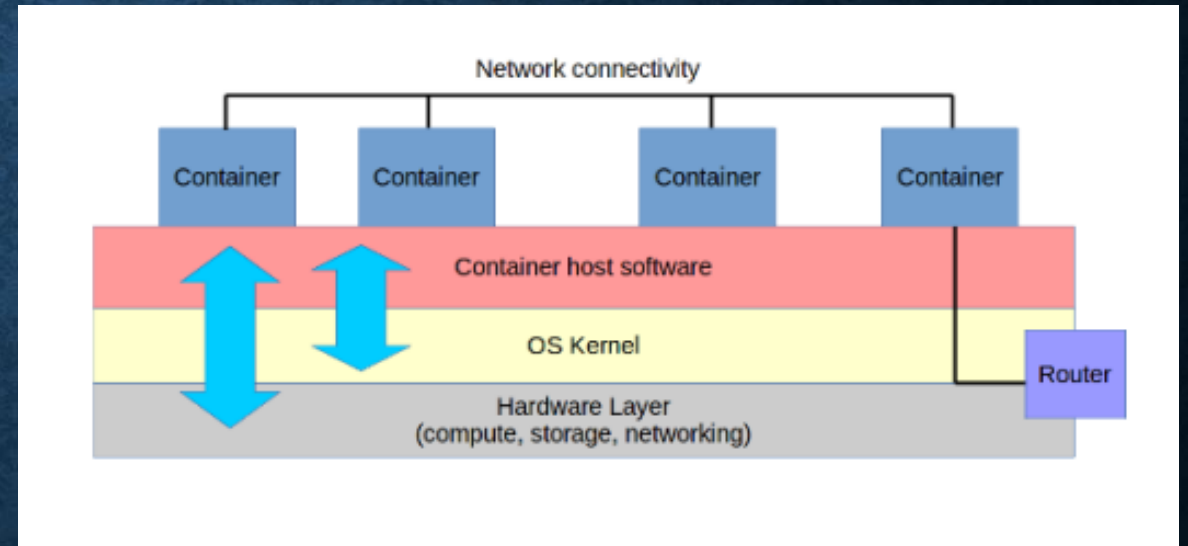 Network connectivity
Container
Container
Container
Container
Container host software
OS Kernel
Router
Hardware Layer
(compute, storage, networking)